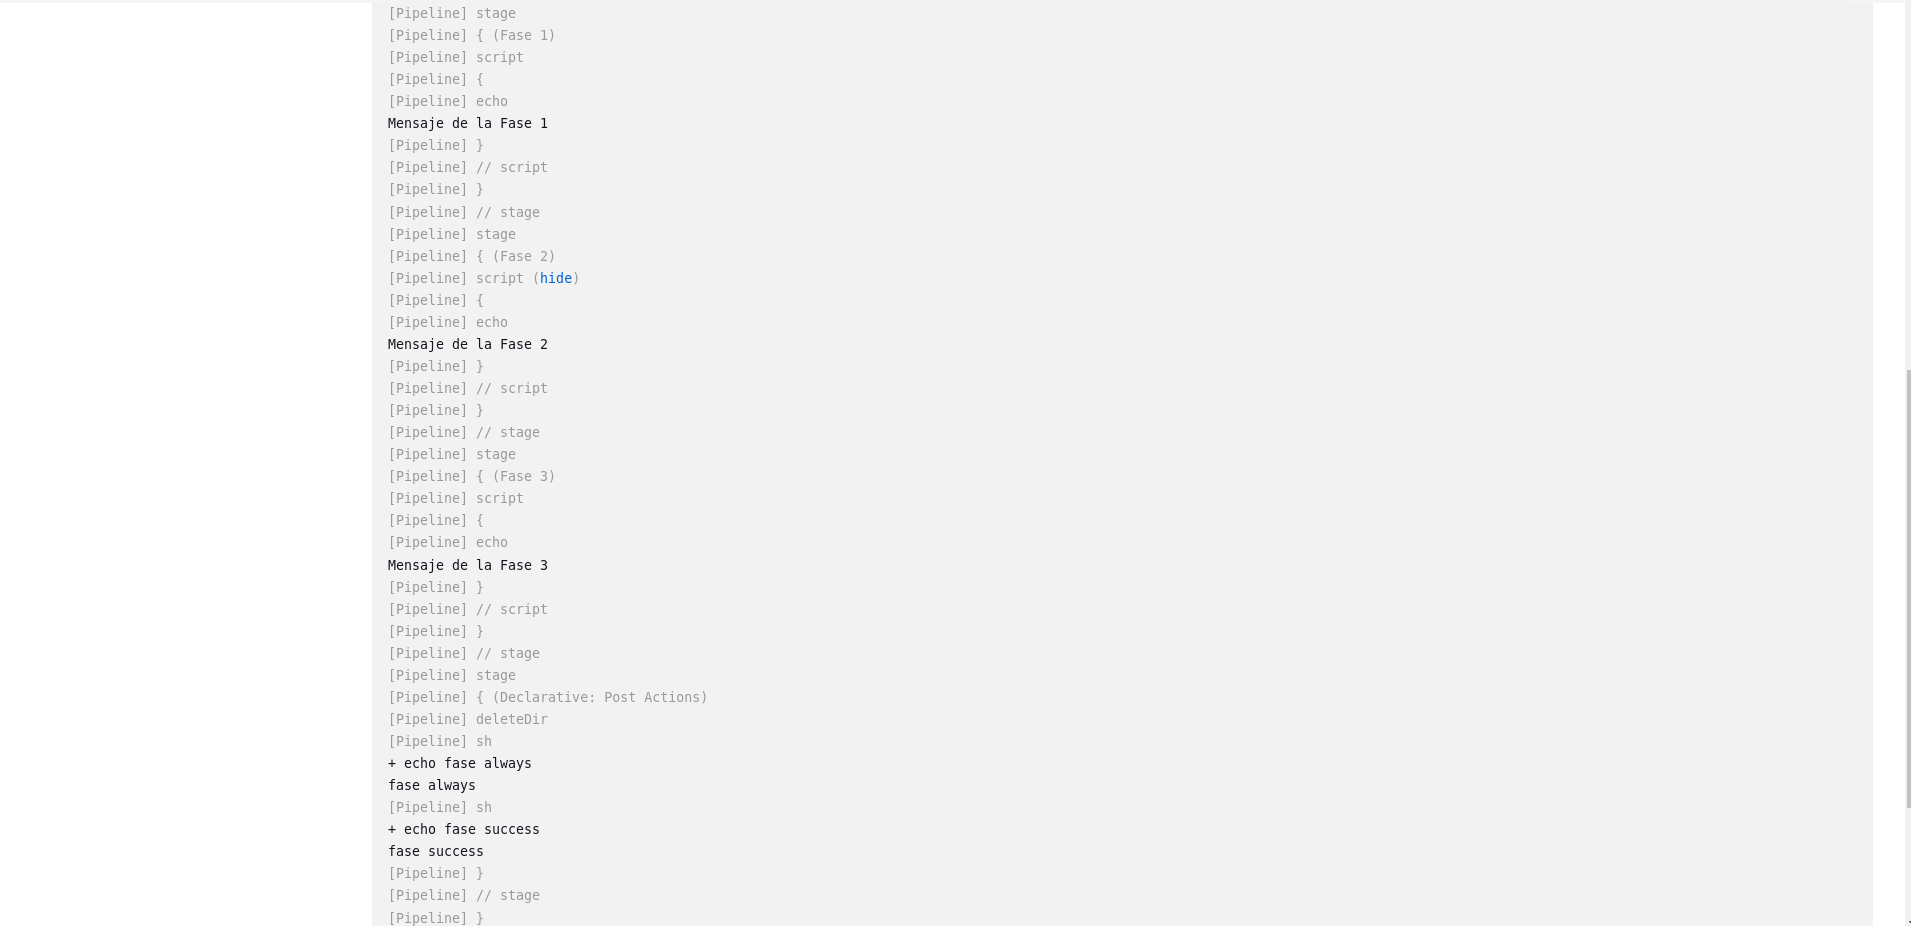 [Pipeline] stage
[Pipeline] { (Fase 1)
[Pipeline] script
[Pipeline] {
[Pipeline] echo
Mensaje de la Fase 1
[Pipeline] }
[Pipeline] // script
[Pipeline] }
[Pipeline] // stage
[Pipeline] stage
[Pipeline] { (Fase 2)
[Pipeline] script (hide)
[Pipeline] {
[Pipeline] echo
Mensaje de la Fase 2
[Pipeline] }
[Pipeline] // script
[Pipeline] }
[Pipeline] // stage
[Pipeline] stage
[Pipeline] { (Fase 3)
[Pipeline] script
[Pipeline] {
[Pipeline] echo
Mensaje de la Fase 3
[Pipeline] }
[Pipeline] // script
[Pipeline] }
[Pipeline] // stage
[Pipeline] stage
[Pipeline] { (Declarative: Post Actions)
[Pipeline] deleteDir
[Pipeline] sh
+ echo fase always
fase always
[Pipeline] sh
+ echo fase success
fase success
[Pipeline] }
[Pipeline] // stage
[Pipeline] }